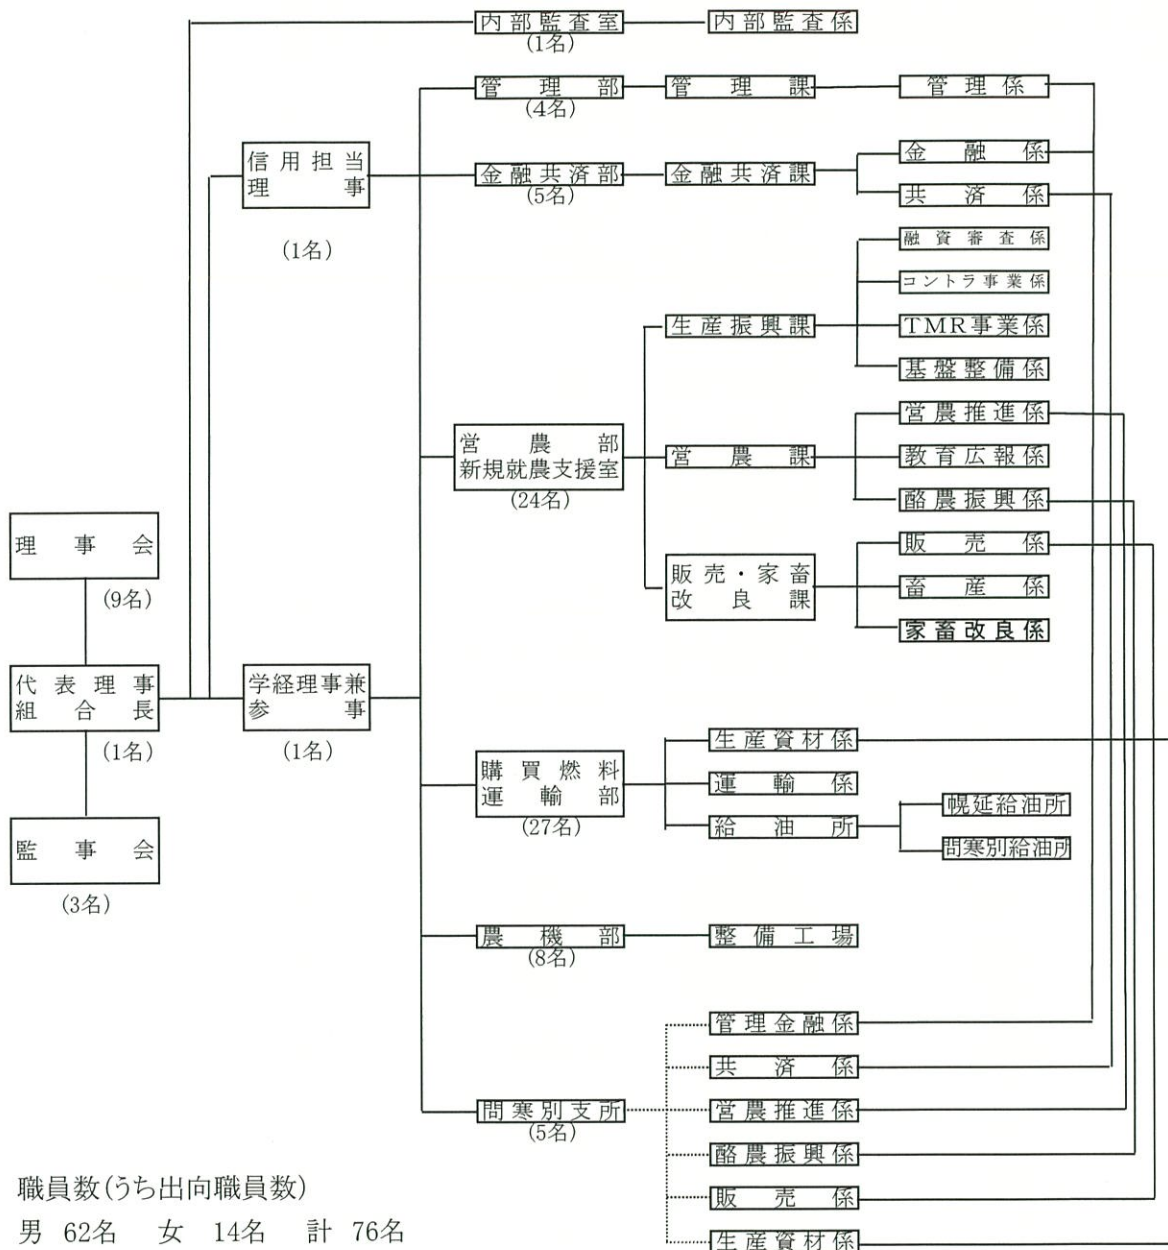 内部監査室
(1名)
内部監査係
管理部
(4名)
管理課
管理係
信用担当
理事
(1名)
金融共済部
(5名)
金融共済課
金融係
共済係
営農部
新規就農支援室
(24名)
生産振興課
融資審査係
コントラ事業係
TMR事業係
基盤整備係
営農課
営農推進係
教育広報係
酪農振興係
販売・家畜
改良課
販売係
畜産係
家畜改良係
理事会
(9名)
代表理事
組合長
(1名)
監事会
(3名)
学経理事兼
参事
(1名)
購買燃料
運輸部
(27名)
生産資材係
運輸係
給油所
幌延給油所
問寒別給油所
農機部
(8名)
整備工場
問寒別支所
(5名)
管理金融係
共済係
営農推進係
酪農振興係
販売係
生産資材係
職員数(うち出向職員数)
男 62名 女 14名 計 76名